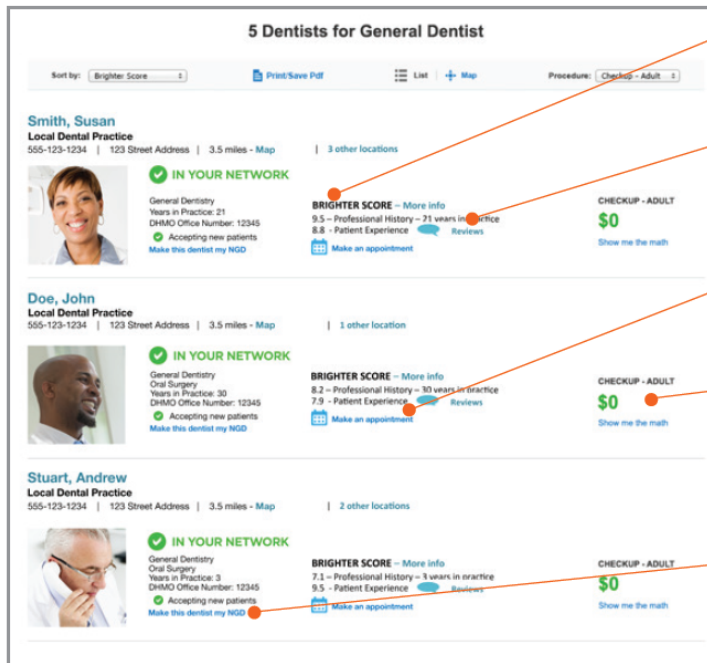 5 Dentists for General Dentist
Sort by: Brighter Score Print/Save Pdf List | Map Procedure: Checkup - Adult
Smith, Susan
Local Dental Practice
555-123-1234 | 123 Street Address | 3.5 miles - Map | 3 other locations
IN YOUR NETWORK
General Dentistry
Years in Practice: 21
DHMO Office Number: 12345
Accepting new patients
Make this dentist my NGD
BRIGHTER SCORE – More info
9.5 – Professional History – 21 years in practice
8.8 - Patient Experience Reviews
Make an appointment
CHECKUP - ADULT
$0
Show me the math
Doe, John
Local Dental Practice
555-123-1234 | 123 Street Address | 3.5 miles - Map | 1 other location
IN YOUR NETWORK
General Dentistry
Oral Surgery
Years in Practice: 30
DHMO Office Number: 12345
Accepting new patients
Make this dentist my NGD
BRIGHTER SCORE – More info
8.2 – Professional History – 30 years in practice
7.9 - Patient Experience Reviews
Make an appointment
CHECKUP - ADULT
$0
Show me the math
Stuart, Andrew
Local Dental Practice
555-123-1234 | 123 Street Address | 3.5 miles - Map | 2 other locations
IN YOUR NETWORK
General Dentistry
Oral Surgery
Years in Practice: 3
DHMO Office Number: 12345
Accepting new patients
Make this dentist my NGD
BRIGHTER SCORE – More info
7.1 – Professional History – 3 years in practice
9.5 - Patient Experience Reviews
Make an appointment
CHECKUP - ADULT
$0
Show me the math